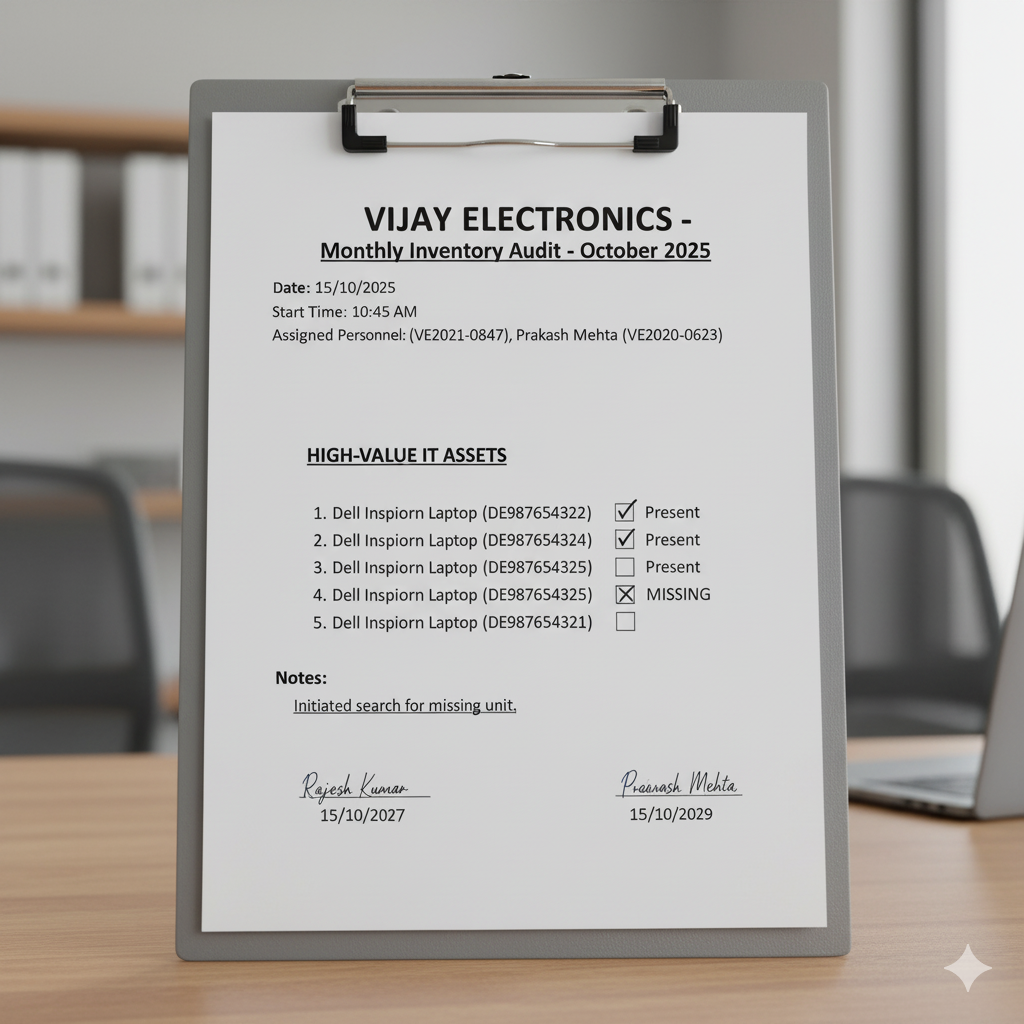 VIJAY ELECTRONICS -
Monthly Inventory Audit - October 2025
Date: 15/10/2025
Start Time: 10:45 AM
Assigned Personnel: (VE2021-0847), Prakash Mehta (VE2020-0623)
HIGH-VALUE IT ASSETS
1. Dell Inspiorn Laptop (DE987654322) Present
2. Dell Inspiorn Laptop (DE987654324) Present
3. Dell Inspiorn Laptop (DE987654325) Present
4. Dell Inspiorn Laptop (DE987654325) MISSING
5. Dell Inspiorn Laptop (DE987654321)
Notes:
Initiated search for missing unit.
Rajesh Kumar Mehta
15/10/2027 15/10/2029